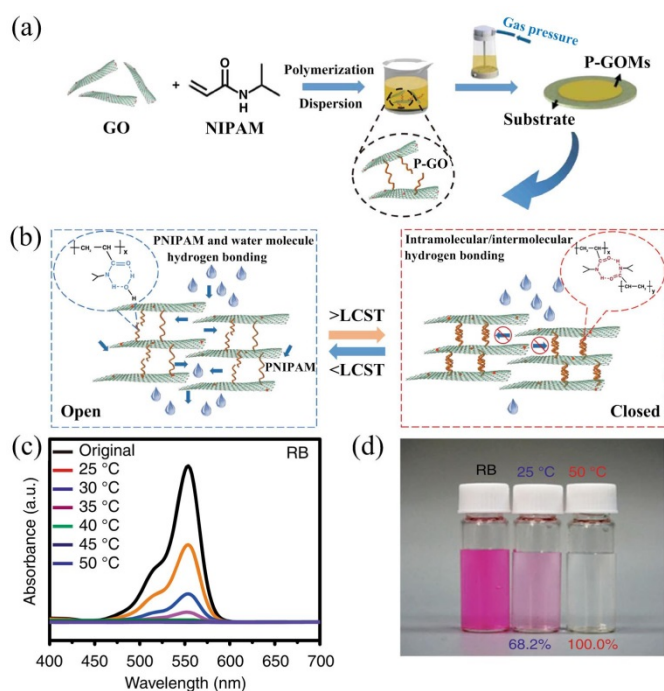 (a)
GO
+
NIPAM
O
N
H
Polymerization
Dispersion
P-GO
Gas pressure
P-GOMs
Substrate
(b)
PNIPAM and water molecule
hydrogen bonding
PNIPAM
Open
>LCST
<LCST
Intramolecular/intermolecular
hydrogen bonding
Closed
(c)
Original
25 °C
30 °C
35 °C
40 °C
45 °C
50 °C
RB
Absorbance (a.u.)
400 450 500 550 600 650 700
Wavelength (nm)
(d)
RB 25 °C 50 °C
68.2% 100.0%